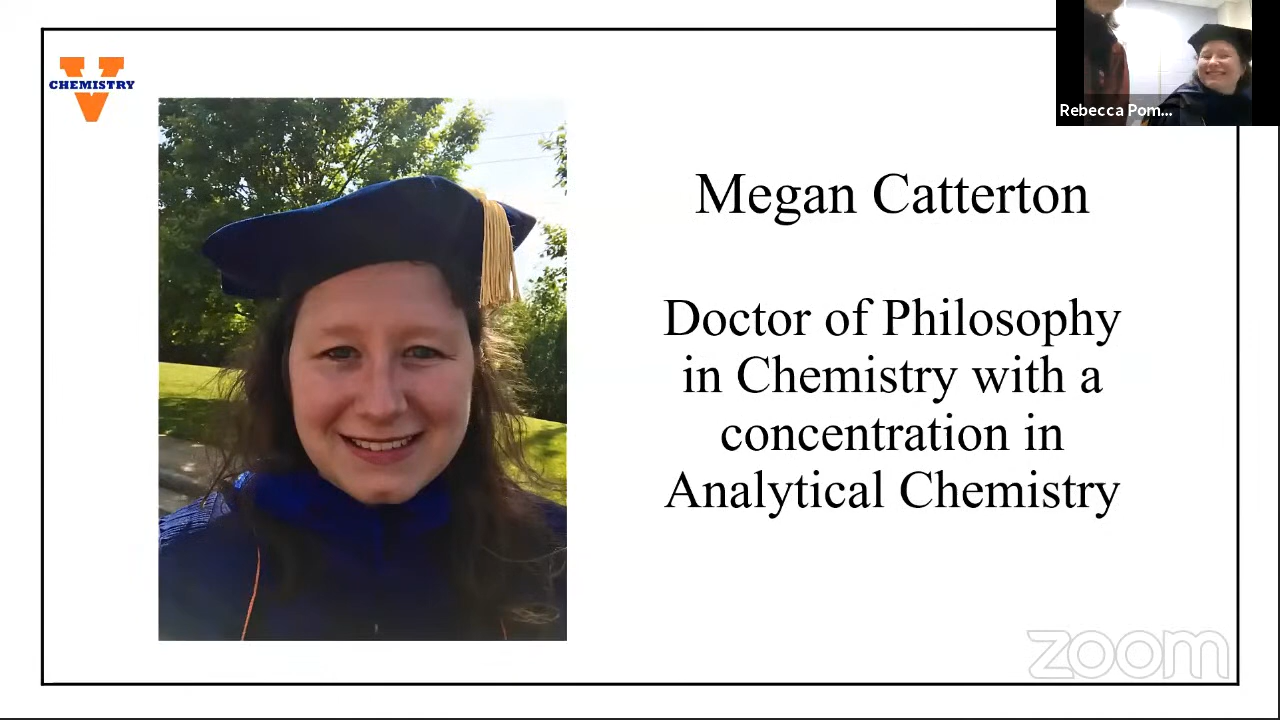 V
CHEMISTRY
Rebecca Pom...
Megan Catterton
Doctor of Philosophy
in Chemistry with a
concentration in
Analytical Chemistry
zoom